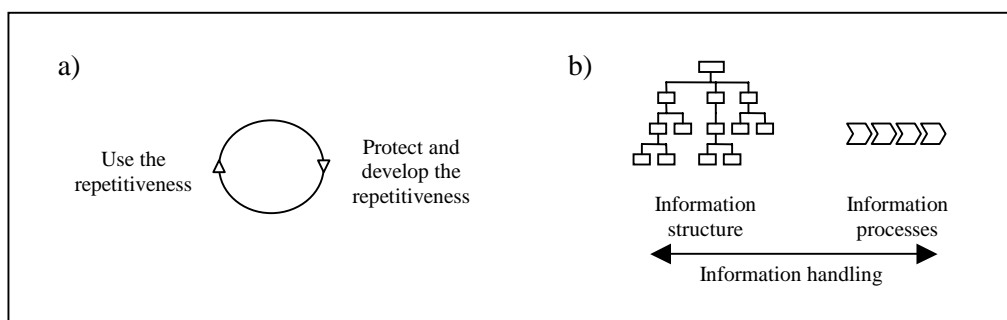 a)
Use the
repetitiveness
Protect and
develop the
repetitiveness
b)
Information
structure
Information
processes
Information handling